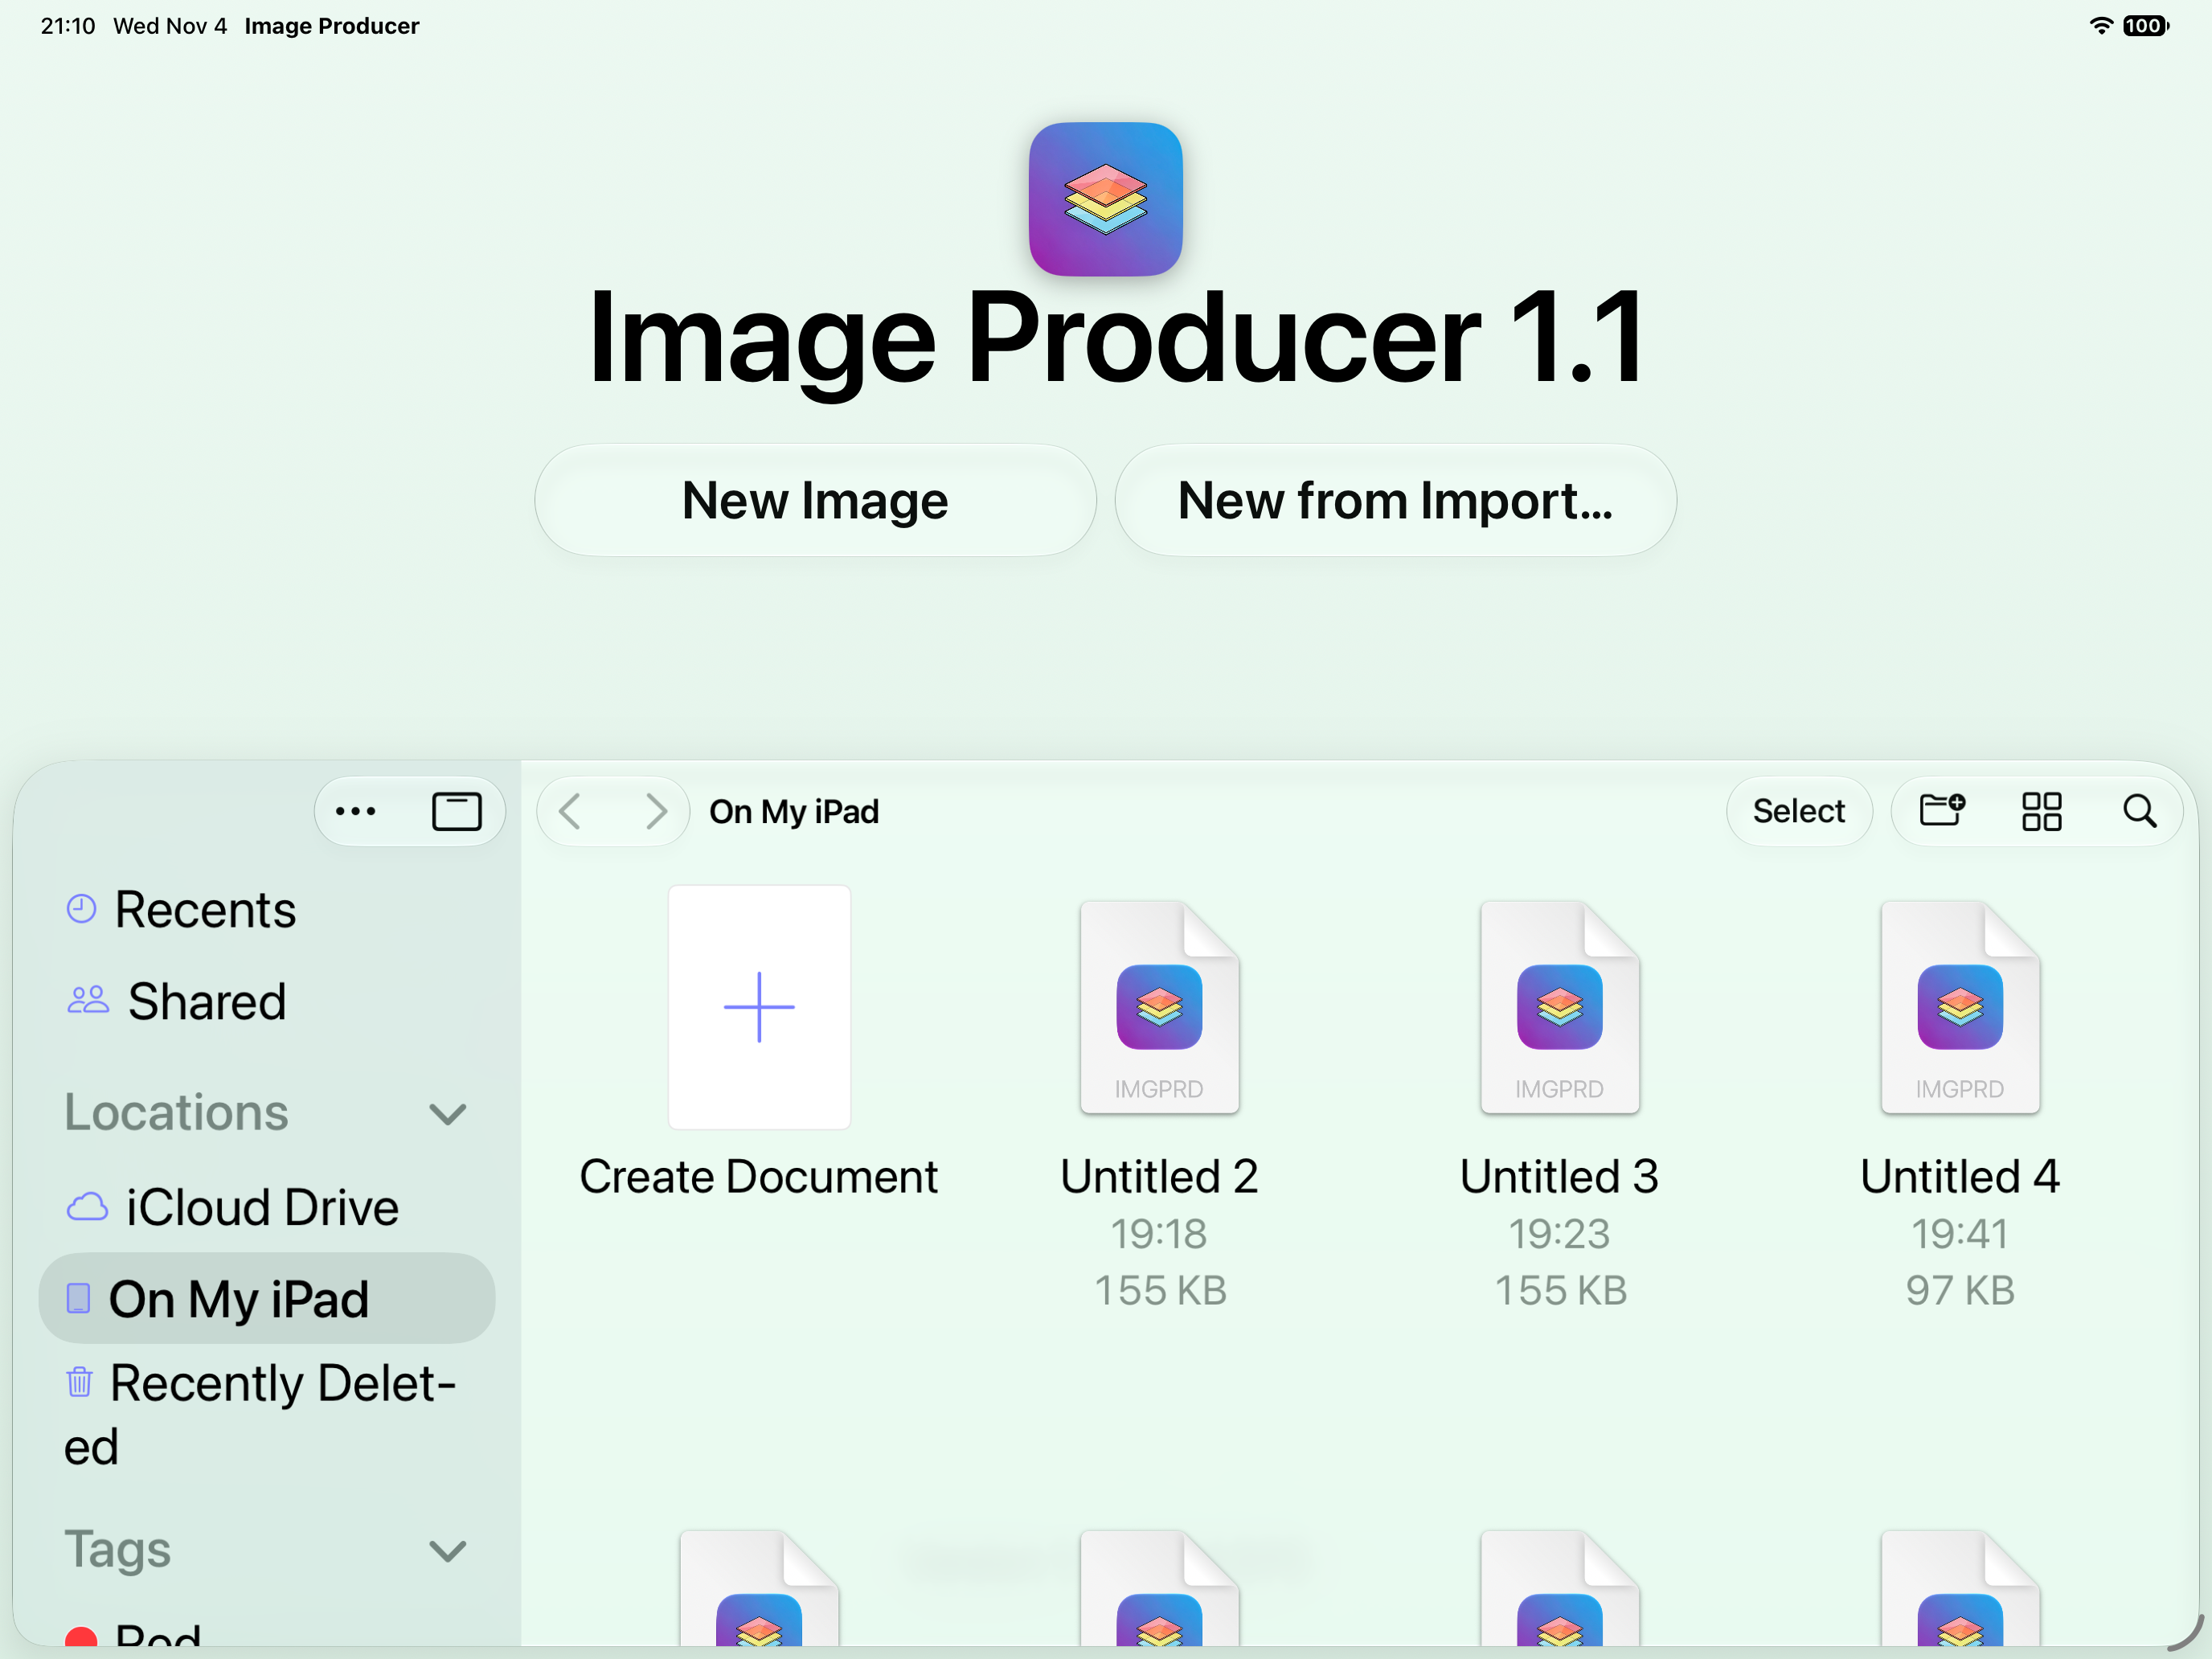 21:10 Wed Nov 4 Image Producer
100
Image Producer 1.1
New Image
New from Import...
On My iPad
Select
Recents
Shared
Locations
iCloud Drive
On My iPad
Recently Delet-
ed
Tags
Red
Create Document
IMGPRD
Untitled 2
19:18
155 KB
IMGPRD
Untitled 3
19:23
155 KB
IMGPRD
Untitled 4
19:41
97 KB